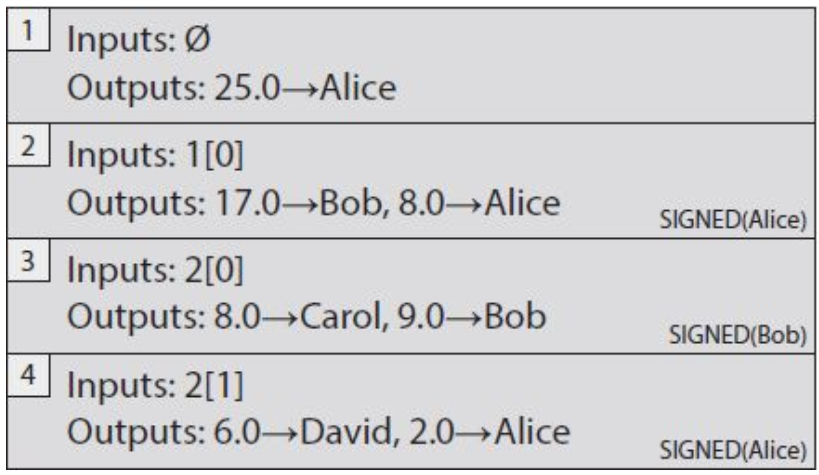 1
Inputs: Ø
Outputs: 25.0→Alice
2
Inputs: 1[0]
Outputs: 17.0→Bob, 8.0→Alice
SIGNED(Alice)
3
Inputs: 2[0]
Outputs: 8.0→Carol, 9.0→Bob
SIGNED(Bob)
4
Inputs: 2[1]
Outputs: 6.0→David, 2.0→Alice
SIGNED(Alice)